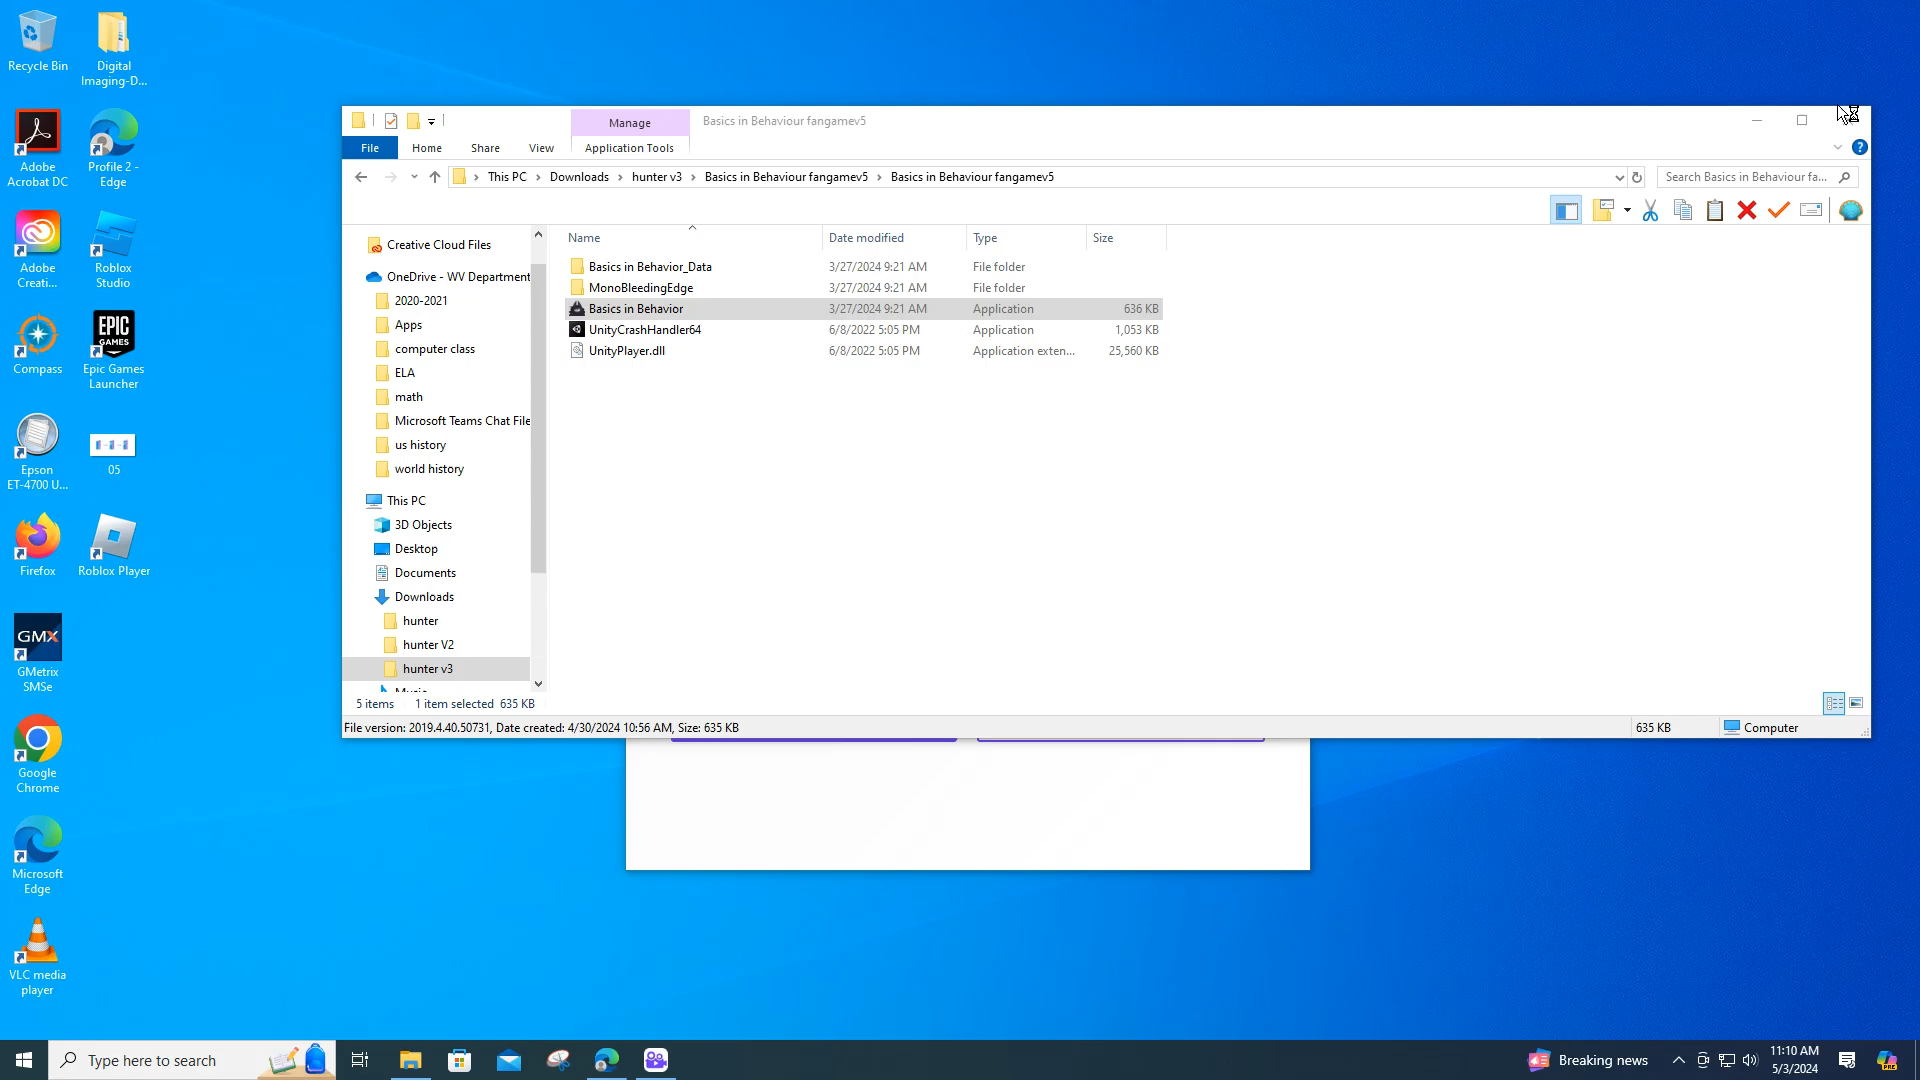 Recycle Bin
Digital
Imaging-D...
Adobe
Acrobat DC
Profile 2 -
Edge
Adobe
Creati...
Roblox
Studio
Compass
EPIC
GAMES
Epic Games
Launcher
Epson
ET-4700 U...
05
Firefox
Roblox Player
GMX
GMetrix
SMSe
Google
Chrome
Microsoft
Edge
VLC media
player
Manage
Basics in Behaviour fangamev5
File
Home
Share
View
Application Tools
This PC > Downloads > hunter v3 > Basics in Behaviour fangamev5 > Basics in Behaviour fangamev5
Search Basics in Behaviour fa...
Name Date modified Type Size
Basics in Behavior_Data 3/27/2024 9:21 AM File folder
MonoBleedingEdge 3/27/2024 9:21 AM File folder
Basics in Behavior 3/27/2024 9:21 AM Application 636 KB
UnityCrashHandler64 6/8/2022 5:05 PM Application 1,053 KB
UnityPlayer.dll 6/8/2022 5:05 PM Application exten... 25,560 KB
Creative Cloud Files
OneDrive - WV Department
2020-2021
Apps
computer class
ELA
math
Microsoft Teams Chat File
us history
world history
This PC
3D Objects
Desktop
Documents
Downloads
hunter
hunter V2
hunter v3
Music
5 items 1 item selected 635 KB
File version: 2019.4.40.50731, Date created: 4/30/2024 10:56 AM, Size: 635 KB
635 KB
Computer
Type here to search
Breaking news
11:10 AM
5/3/2024
PRE